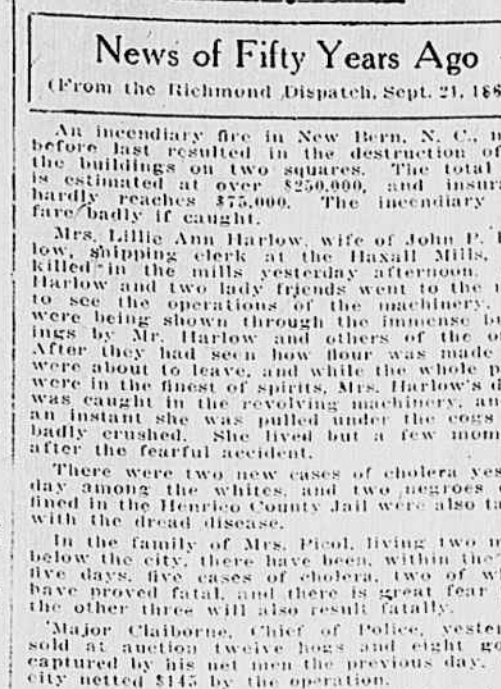 News of Fifty Years Ago
(From the Richmond Dispatch, Sept. 21, 186
An incendiary fire in New Bern, N. C., n
before last resulted in the destruction of
the buildings on two squares. The total
is estimated at over $250,000, and insur
hardly reaches $75,000. The incendiary
fare badly if caught.
Mrs. Lillie Ann Harlow, wife of John P. H
low, shipping clerk at the Haxall Mills,
killed in the mills yesterday afternoon.
Harlow and two lady friends went to the m
to see the operations of the machinery.
were being shown through the immense b
ings by Mr. Harlow and others of the o
After they had seen how flour was made
were about to leave, and while the whole p
were in the finest of spirits, Mrs. Harlow's d
was caught in the revolving machinery, an
an instant she was pulled under the cogs
badly crushed. She lived but a few mom
after the fearful accident.
There were two new cases of cholera yes
day among the whites, and two negroes
fined in the Henrico County Jail were also ta
with the dread disease.
In the family of Mrs. Picol, living two m
below the city, there have been, within the
five days, five cases of cholera, two of w
have proved fatal, and there is great fear
the other three will also result fatally.
Major Claiborne, Chief of Police, yester
sold at auction twelve hogs and eight go
captured by his net men the previous day.
city netted $145 by the operation.